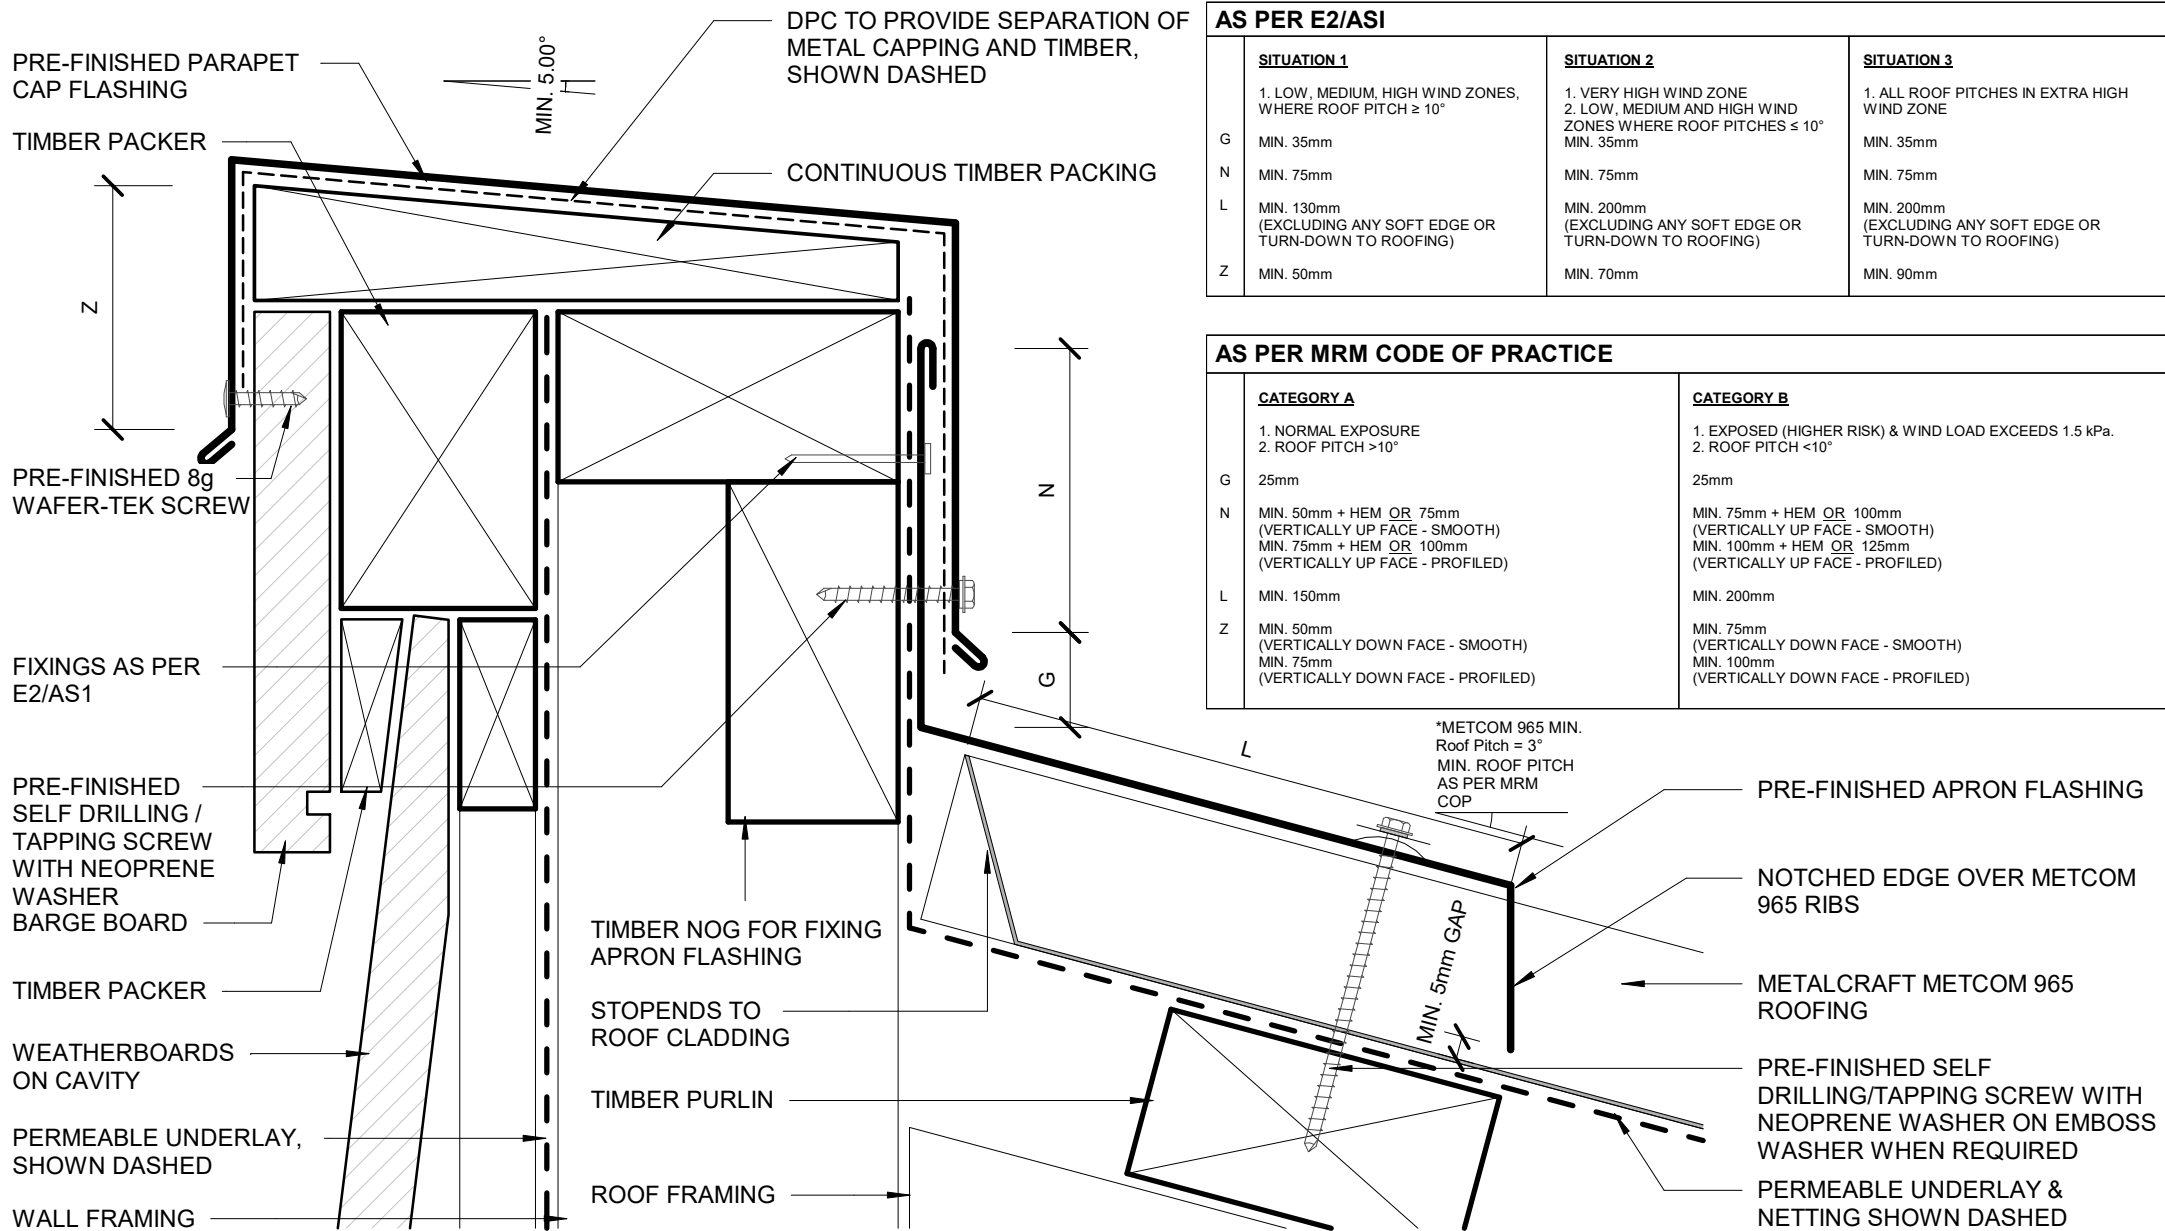 PRE-FINISHED PARAPET
CAP FLASHING
TIMBER PACKER
Z
PRE-FINISHED 8g
WAFER-TEK SCREW
FIXINGS AS PER
E2/AS1
PRE-FINISHED
SELF DRILLING /
TAPPING SCREW
WITH NEOPRENE
WASHER
BARGE BOARD
TIMBER PACKER
WEATHERBOARDS
ON CAVITY
PERMEABLE UNDERLAY,
SHOWN DASHED
WALL FRAMING
MIN. 5.00°
DPC TO PROVIDE SEPARATION OF
METAL CAPPING AND TIMBER,
SHOWN DASHED
CONTINUOUS TIMBER PACKING
N
G
L
TIMBER NOG FOR FIXING
APRON FLASHING
STOPENDS TO
ROOF CLADDING
TIMBER PURLIN
ROOF FRAMING
AS PER E2/ASI
SITUATION 1
1. LOW, MEDIUM, HIGH WIND ZONES,
WHERE ROOF PITCH ≥ 10°
G
MIN. 35mm
N
MIN. 75mm
L
MIN. 130mm
(EXCLUDING ANY SOFT EDGE OR
TURN-DOWN TO ROOFING)
Z
MIN. 50mm
SITUATION 2
1. VERY HIGH WIND ZONE
2. LOW, MEDIUM AND HIGH WIND
ZONES WHERE ROOF PITCHES ≤ 10°
MIN. 35mm
MIN. 75mm
MIN. 200mm
(EXCLUDING ANY SOFT EDGE OR
TURN-DOWN TO ROOFING)
MIN. 70mm
SITUATION 3
1. ALL ROOF PITCHES IN EXTRA HIGH
WIND ZONE
MIN. 35mm
MIN. 75mm
MIN. 200mm
(EXCLUDING ANY SOFT EDGE OR
TURN-DOWN TO ROOFING)
MIN. 90mm
AS PER MRM CODE OF PRACTICE
CATEGORY A
1. NORMAL EXPOSURE
2. ROOF PITCH >10°
G
25mm
N
MIN. 50mm + HEM OR 75mm
(VERTICALLY UP FACE - SMOOTH)
MIN. 75mm + HEM OR 100mm
(VERTICALLY UP FACE - PROFILED)
L
MIN. 150mm
Z
MIN. 50mm
(VERTICALLY DOWN FACE - SMOOTH)
MIN. 75mm
(VERTICALLY DOWN FACE - PROFILED)
CATEGORY B
1. EXPOSED (HIGHER RISK) & WIND LOAD EXCEEDS 1.5 kPa.
2. ROOF PITCH <10°
25mm
MIN. 75mm + HEM OR 100mm
(VERTICALLY UP FACE - SMOOTH)
MIN. 100mm + HEM OR 125mm
(VERTICALLY UP FACE - PROFILED)
MIN. 200mm
MIN. 75mm
(VERTICALLY DOWN FACE - SMOOTH)
MIN. 100mm
(VERTICALLY DOWN FACE - PROFILED)
*METCOM 965 MIN.
Roof Pitch = 3°
MIN. ROOF PITCH
AS PER MRM
COP
MIN. 5mm GAP
PRE-FINISHED APRON FLASHING
NOTCHED EDGE OVER METCOM
965 RIBS
METALCRAFT METCOM 965
ROOFING
PRE-FINISHED SELF
DRILLING/TAPPING SCREW WITH
NEOPRENE WASHER ON EMBOSS
WASHER WHEN REQUIRED
PERMEABLE UNDERLAY &
NETTING SHOWN DASHED